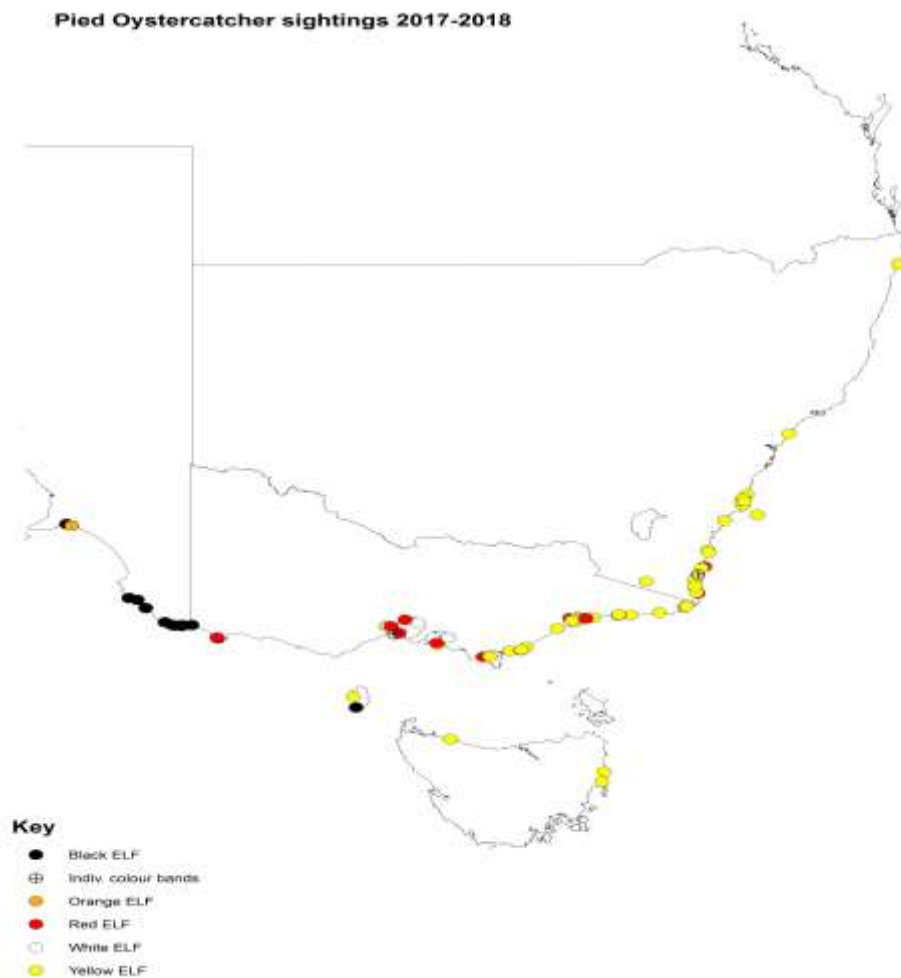 Pied Oystercatcher sightings 2017-2018
Key
Black ELF
Indiv. colour bands
Orange ELF
Red ELF
White ELF
Yellow ELF